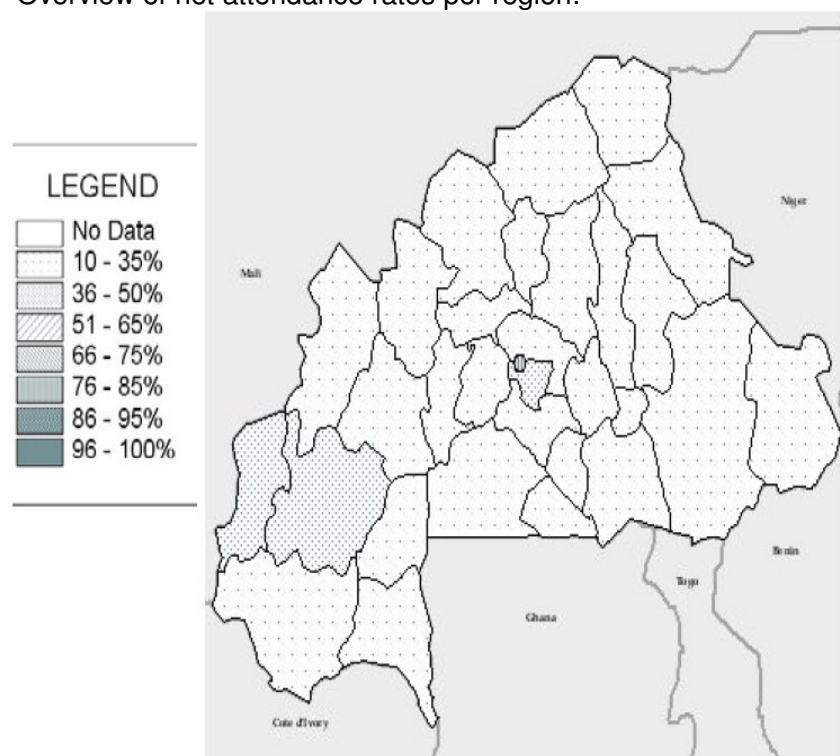 Overview of net attendance rates per region:
LEGEND
No Data
10 - 35%
36 - 50%
51 - 65%
66 - 75%
76 - 85%
86 - 95%
96 - 100%
Niger
Mali
Benin
Togo
Ghana
Cote d'Ivory